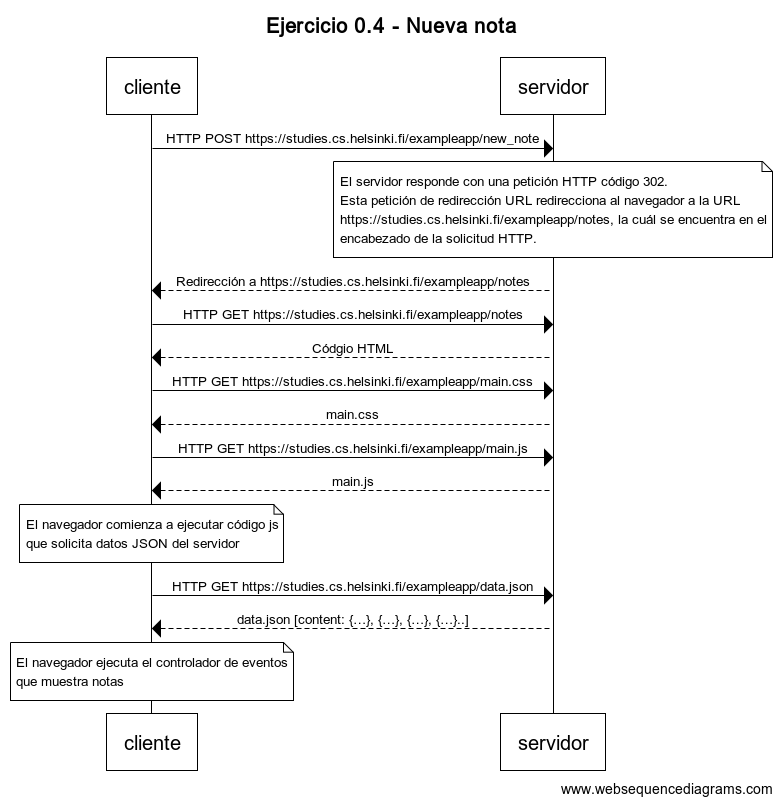 Ejercicio 0.4 - Nueva nota
cliente
servidor
HTTP POST https://studies.cs.helsinki.fi/exampleapp/new_note
El servidor responde con una petición HTTP código 302.
Esta petición de redirección URL redirecciona al navegador a la URL
https://studies.cs.helsinki.fi/exampleapp/notes, la cuál se encuentra en el
encabezado de la solicitud HTTP.
Redirección a https://studies.cs.helsinki.fi/exampleapp/notes
HTTP GET https://studies.cs.helsinki.fi/exampleapp/notes
Códgio HTML
HTTP GET https://studies.cs.helsinki.fi/exampleapp/main.css
main.css
HTTP GET https://studies.cs.helsinki.fi/exampleapp/main.js
main.js
El navegador comienza a ejecutar código js
que solicita datos JSON del servidor
HTTP GET https://studies.cs.helsinki.fi/exampleapp/data.json
data.json [content: {...}, {...}, {...}, {...}..]
El navegador ejecuta el controlador de eventos
que muestra notas
cliente
servidor
www.websequencediagrams.com